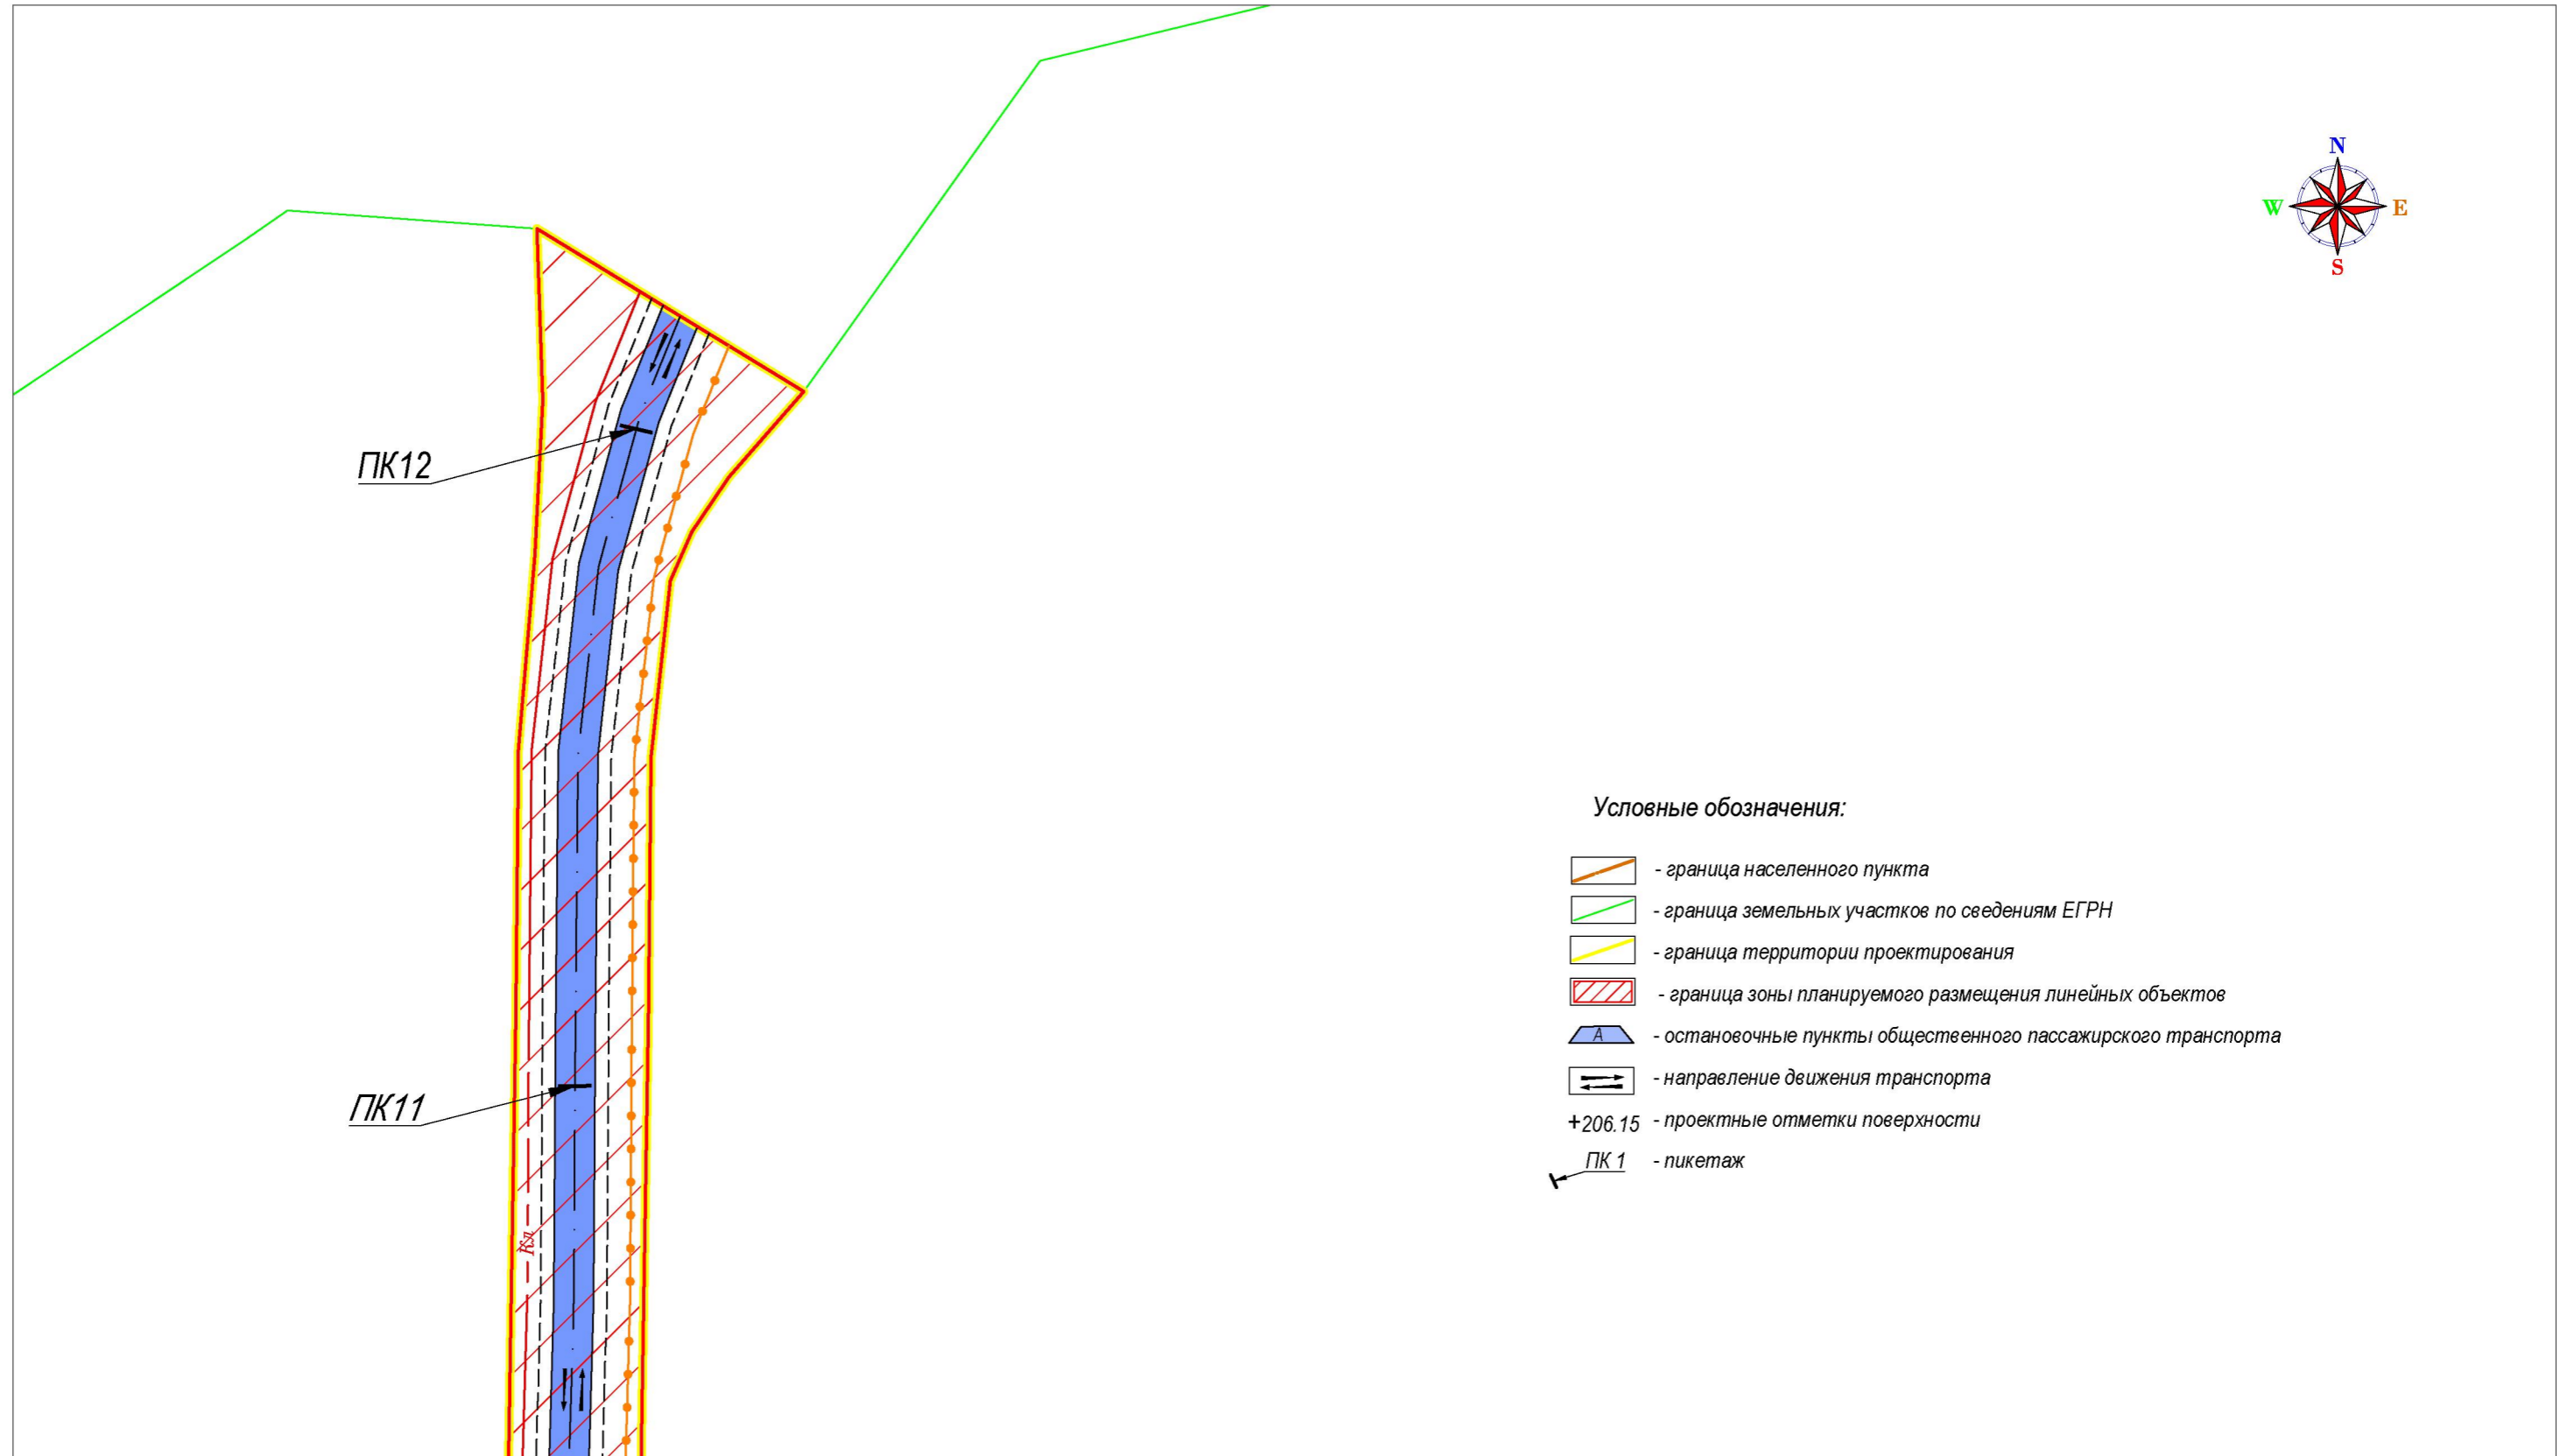 N
W
E
S
ПК12
ПК11
Кл
Условные обозначения:
- граница населенного пункта
- граница земельных участков по сведениям ЕГРН
- граница территории проектирования
- граница зоны планируемого размещения линейных объектов
А - остановочные пункты общественного пассажирского транспорта
- направление движения транспорта
+206.15 - проектные отметки поверхности
ПК 1 - пикетаж